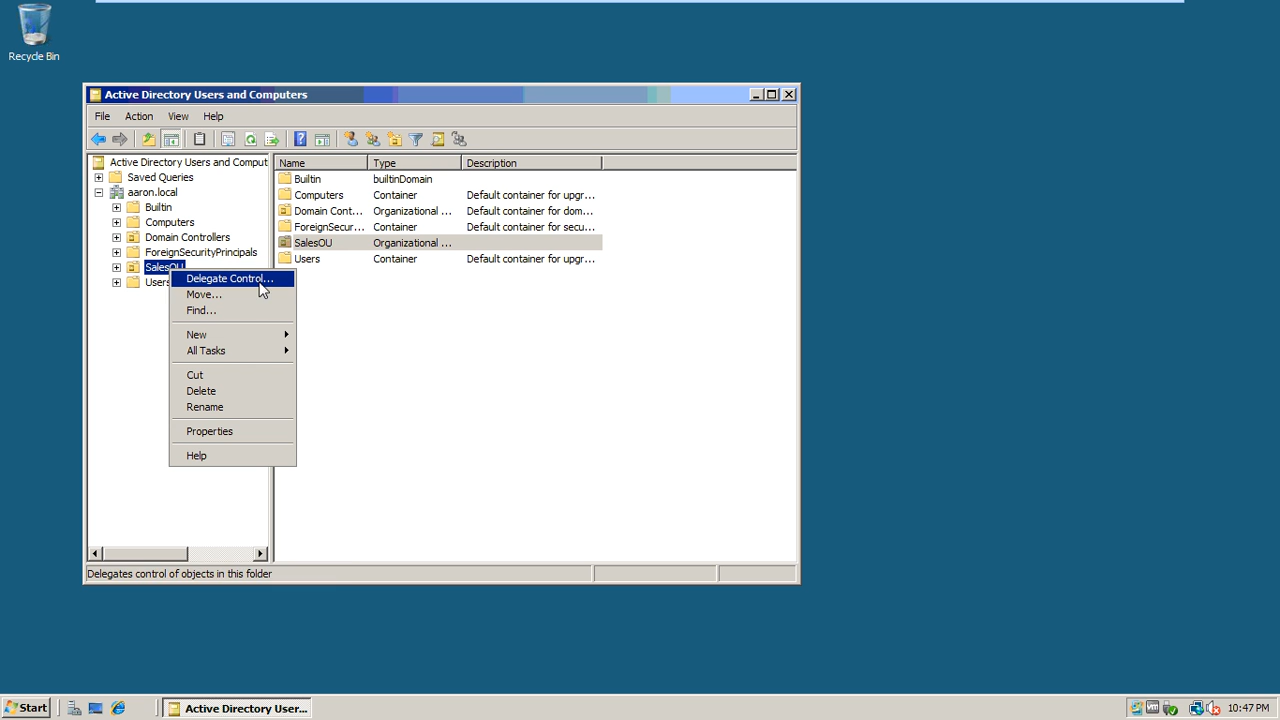 Recycle Bin
Active Directory Users and Computers
File Action View Help
Active Directory Users and Comput
Saved Queries
aaron.local
Builtin
Computers
Domain Controllers
ForeignSecurityPrincipals
SalesOU
Users
Name Type Description
Builtin builtinDomain
Computers Container Default container for upgr...
Domain Cont... Organizational ... Default container for dom...
ForeignSecur... Container Default container for secu...
SalesOU Organizational ...
Users Container Default container for upgr...
Delegate Control...
Move...
Find...
New
All Tasks
Cut
Delete
Rename
Properties
Help
Delegates control of objects in this folder
Start
Active Directory User...
10:47 PM